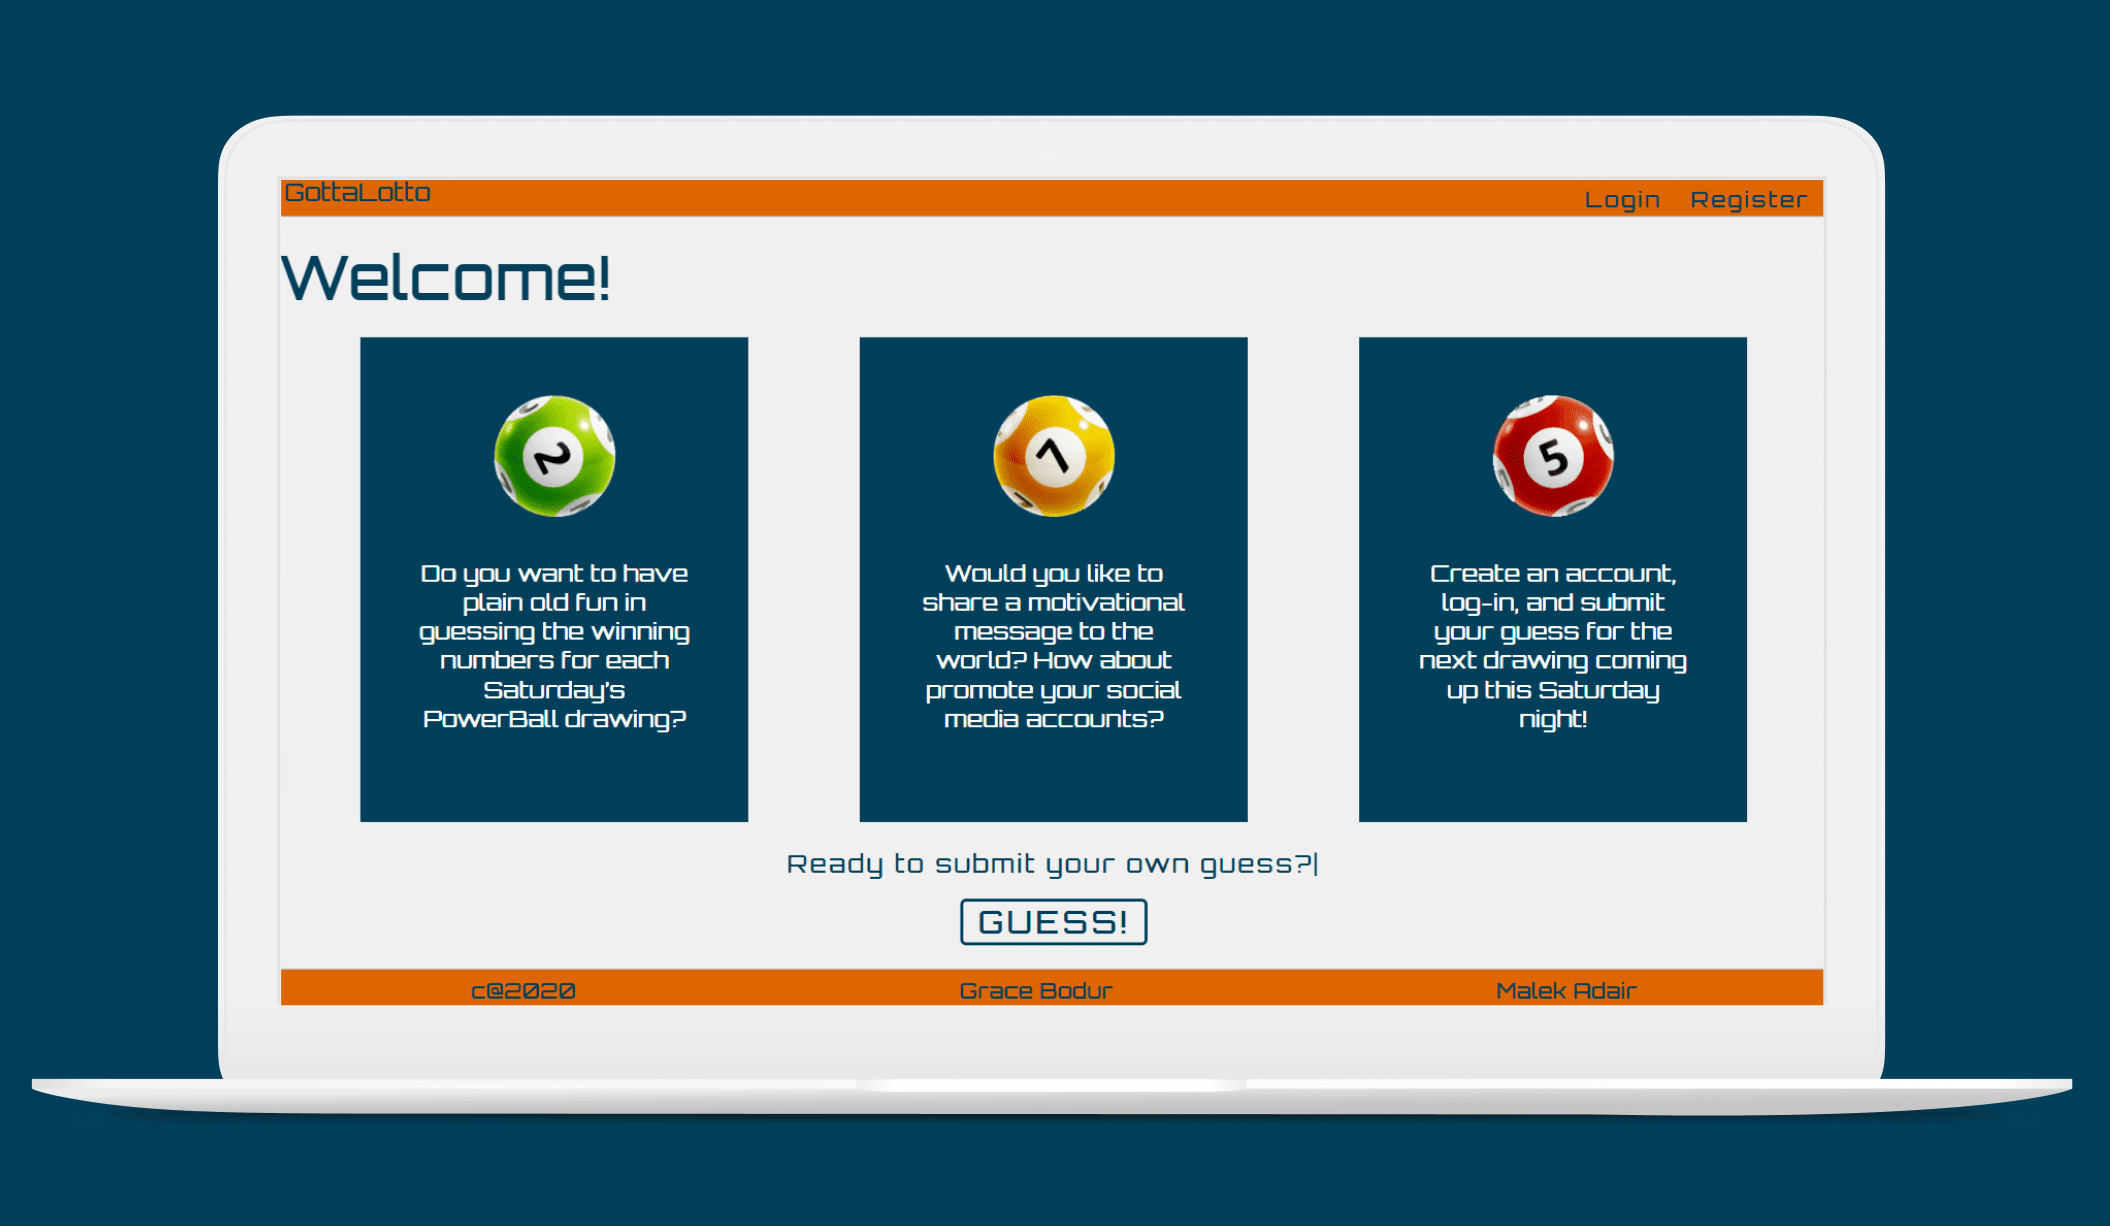 GottaLotto
Login Register
Welcome!
2
Do you want to have
plain old fun in
guessing the winning
numbers for each
Saturday's
PowerBall drawing?
7
Would you like to
share a motivational
message to the
world? How about
promote your social
media accounts?
5
Create an account,
log-in, and submit
your guess for the
next drawing coming
up this Saturday
night!
Ready to submit your own guess?|
GUESS!
c@2020 Grace Bodur Malek Adair